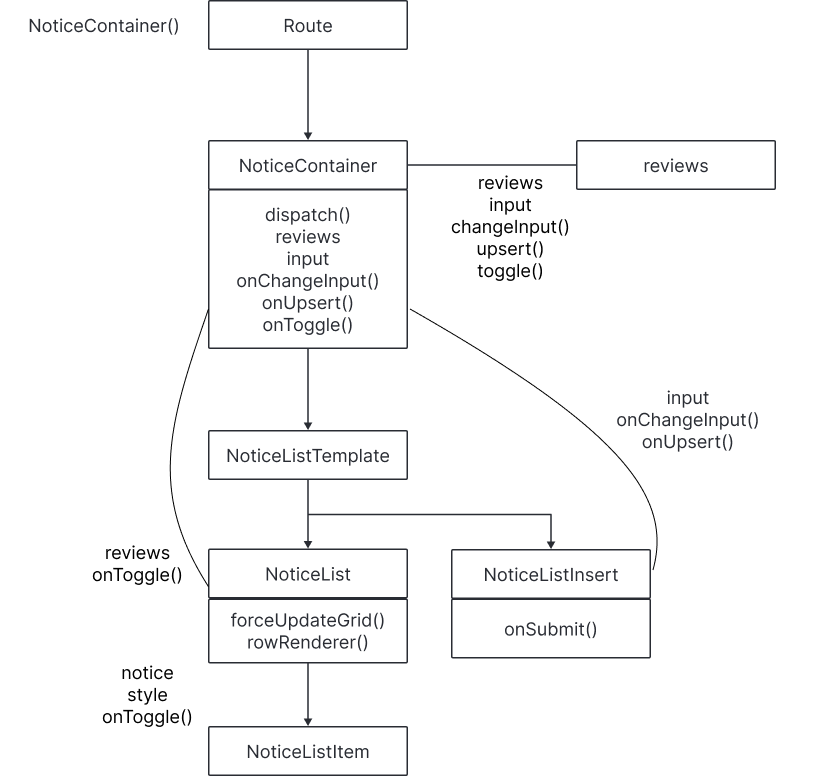 NoticeContainer()
Route
NoticeContainer
reviews
reviews
input
changeInput()
upsert()
toggle()
dispatch()
reviews
input
onChangeInput()
onUpsert()
onToggle()
input
onChangeInput()
onUpsert()
NoticeListTemplate
reviews
onToggle()
NoticeList
NoticeListInsert
forceUpdateGrid()
rowRenderer()
onSubmit()
notice
style
onToggle()
NoticeListItem